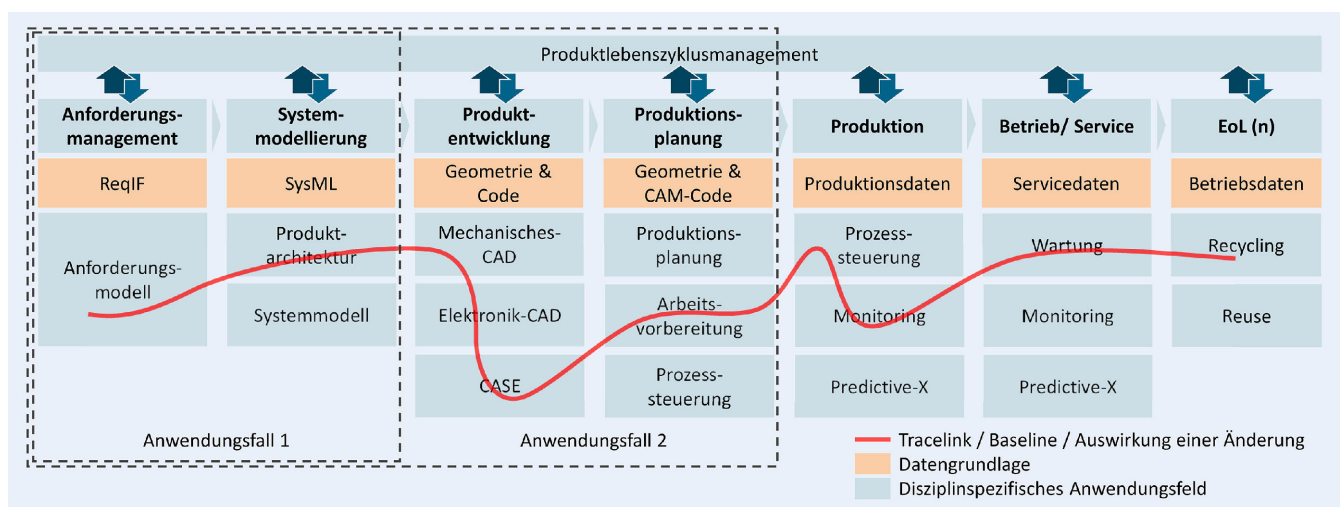 Produktlebenszyklusmanagement
Anforderungs-
management
System-
modellierung
Produkt-
entwicklung
Produktions-
planung
Produktion
Betrieb/ Service
EoL (n)
ReqIF
SysML
Geometrie &
Code
Geometrie &
CAM-Code
Produktionsdaten
Servicedaten
Betriebsdaten
Anforderungs-
modell
Produkt-
architektur
Systemmodell
Mechanisches-
CAD
Elektronik-CAD
CASE
Produktions-
planung
Arbeits-
vorbereitung
Prozess-
steuerung
Prozess-
steuerung
Monitoring
Predictive-X
Wartung
Monitoring
Predictive-X
Recycling
Reuse
Anwendungsfall 1
Anwendungsfall 2
Tracelink / Baseline / Auswirkung einer Änderung
Datengrundlage
Disziplinspezifisches Anwendungsfeld